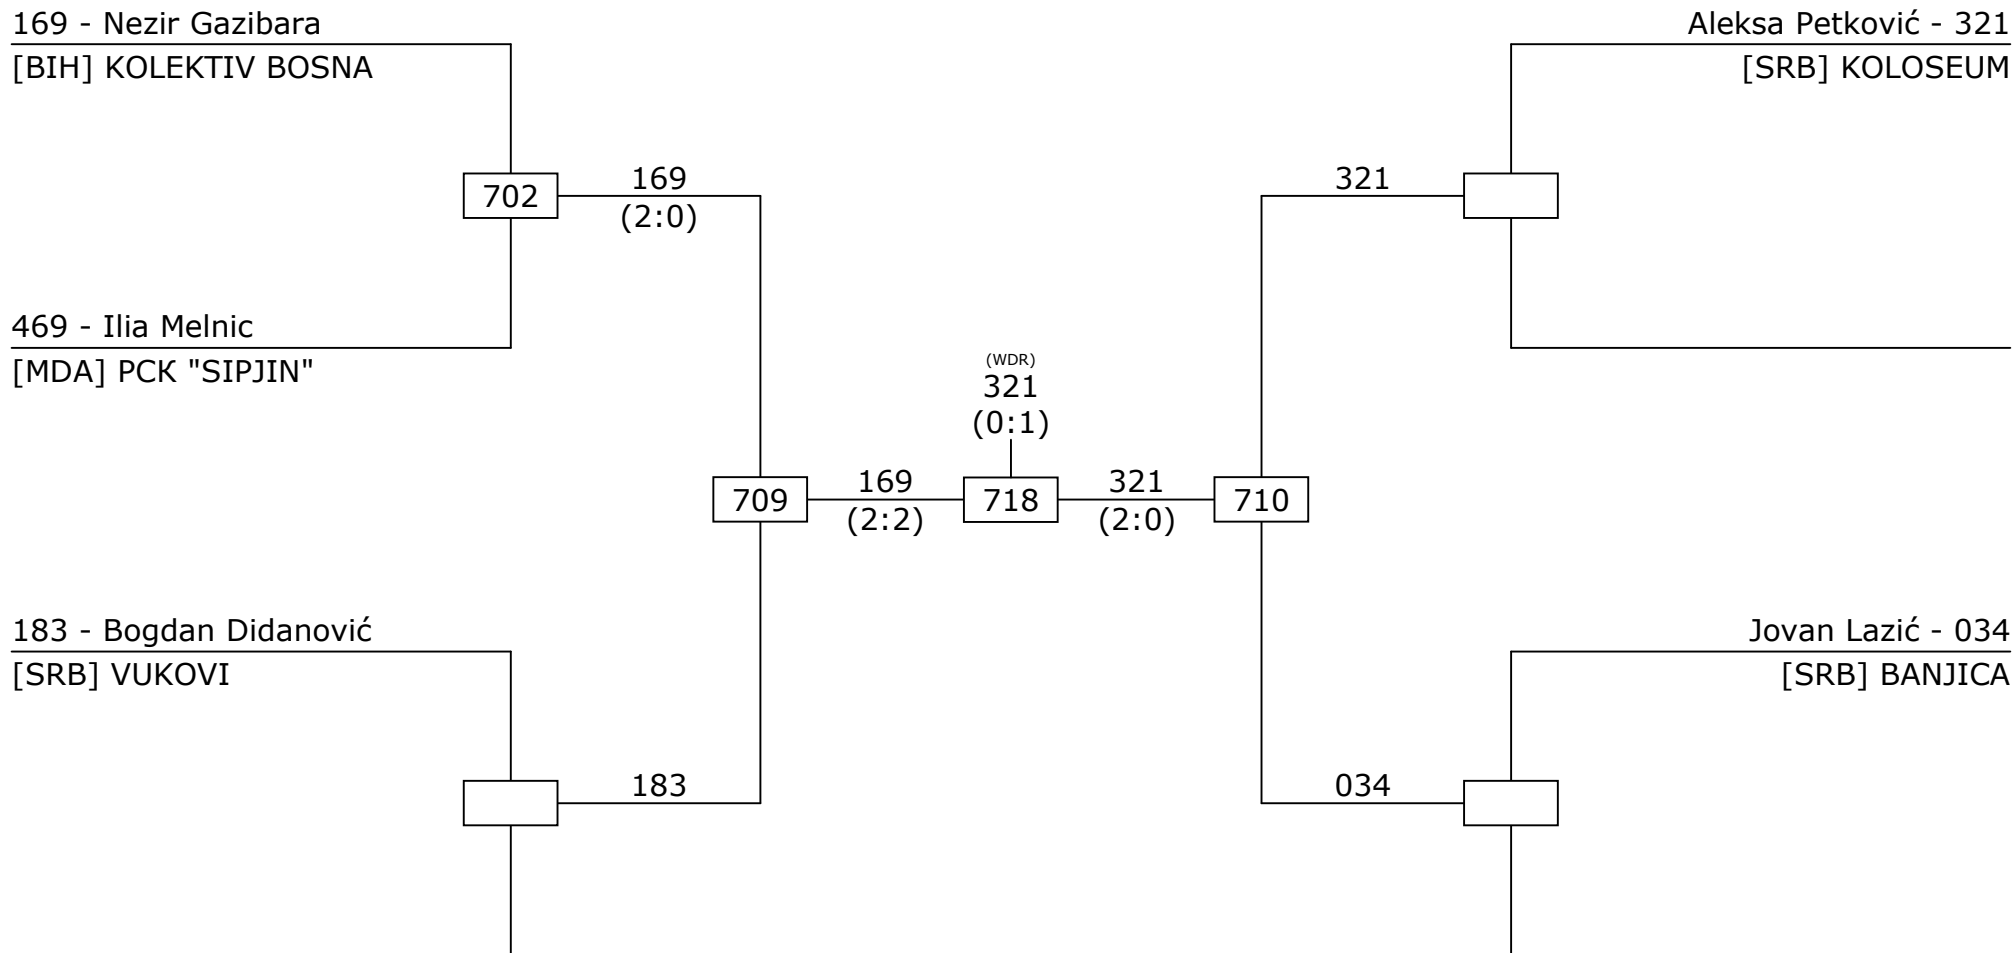 169 - Nezir Gazibara
[BIH] KOLEKTIV BOSNA
702
169
(2:0)
469 - Ilia Melnic
[MDA] РСК "SIPJIN"
709
169
(2:2)
183 - Bogdan Didanović
[SRB] VUKOVI
183
(WDR)
321
(0:1)
718
Aleksa Petković - 321
[SRB] KOLOSEUM
321
321
(2:0)
710
Jovan Lazić - 034
[SRB] BANJICA
034